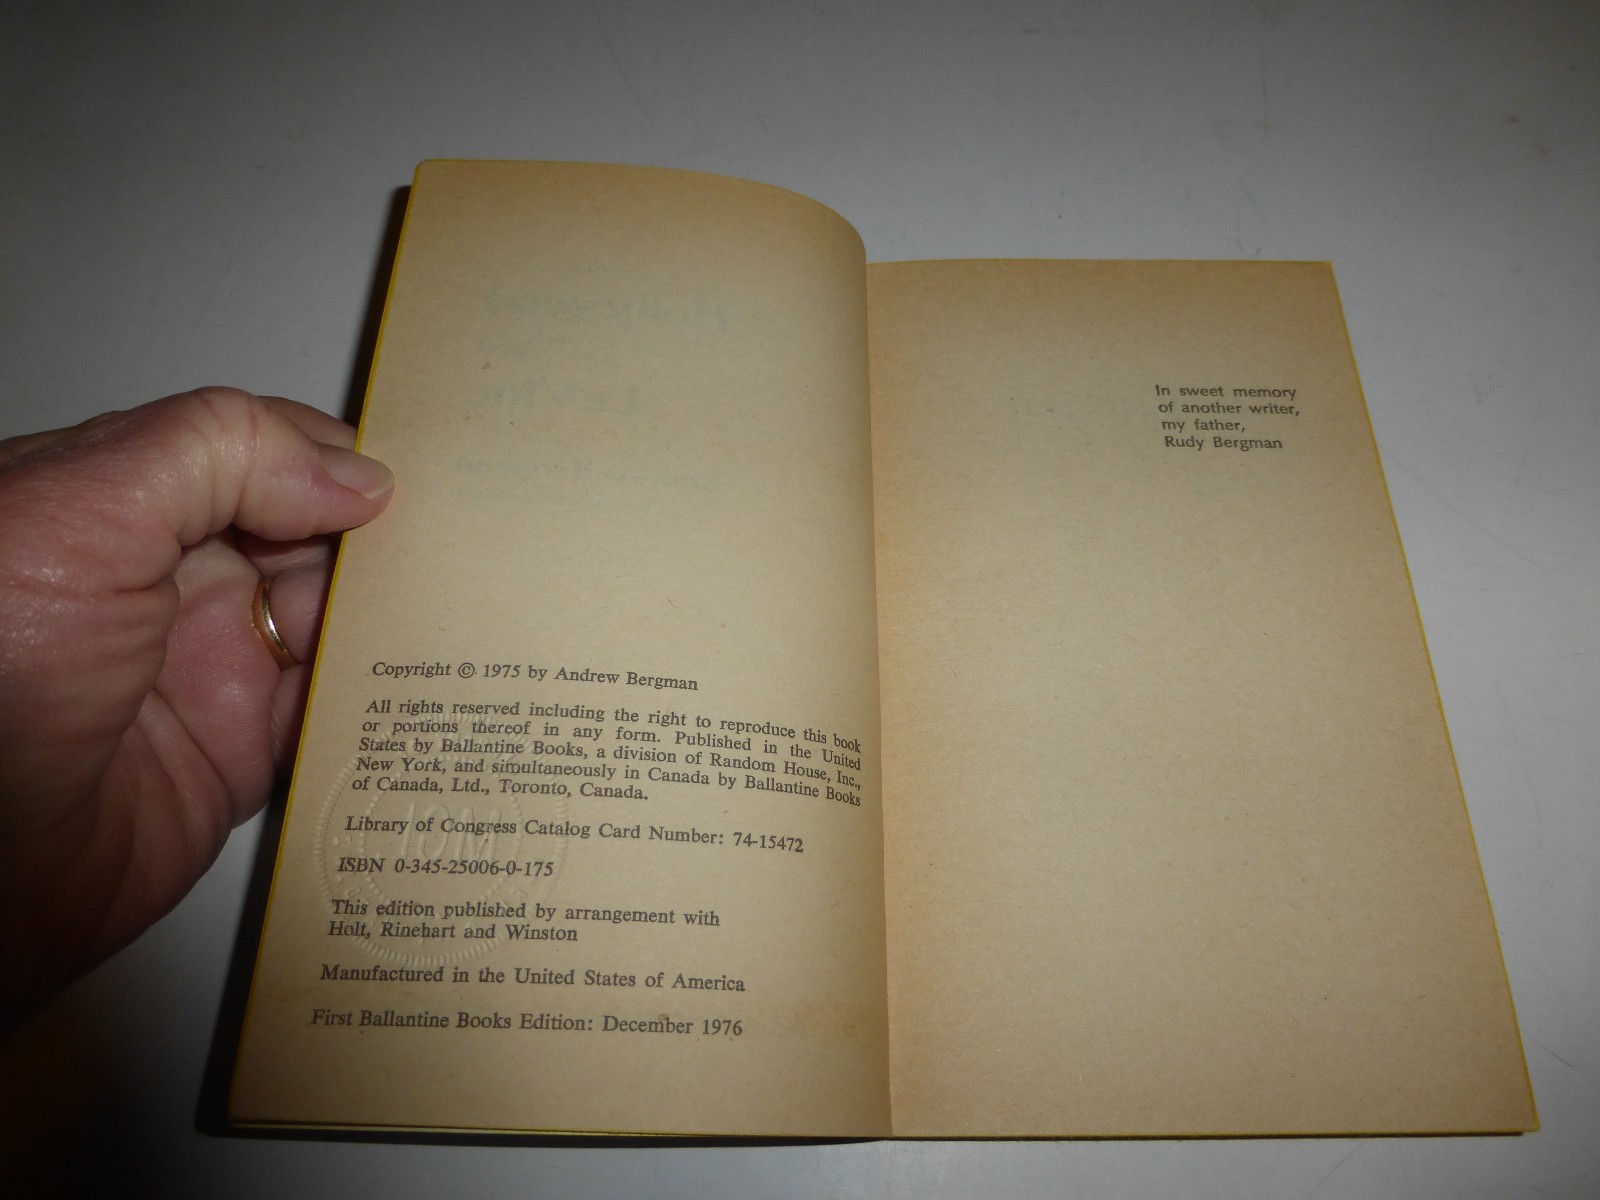 Copyright © 1975 by Andrew Bergman
All rights reserved including the right to reproduce this book
or portions thereof in any form. Published in the United
States by Ballantine Books, a division of Random House, Inc.,
New York, and simultaneously in Canada by Ballantine Books
of Canada, Ltd., Toronto, Canada.
Library of Congress Catalog Card Number: 74-15472
ISBN 0-345-25006-0-175
This edition published by arrangement with
Holt, Rinehart and Winston
Manufactured in the United States of America
First Ballantine Books Edition: December 1976
In sweet memory
of another writer,
my father,
Rudy Bergman